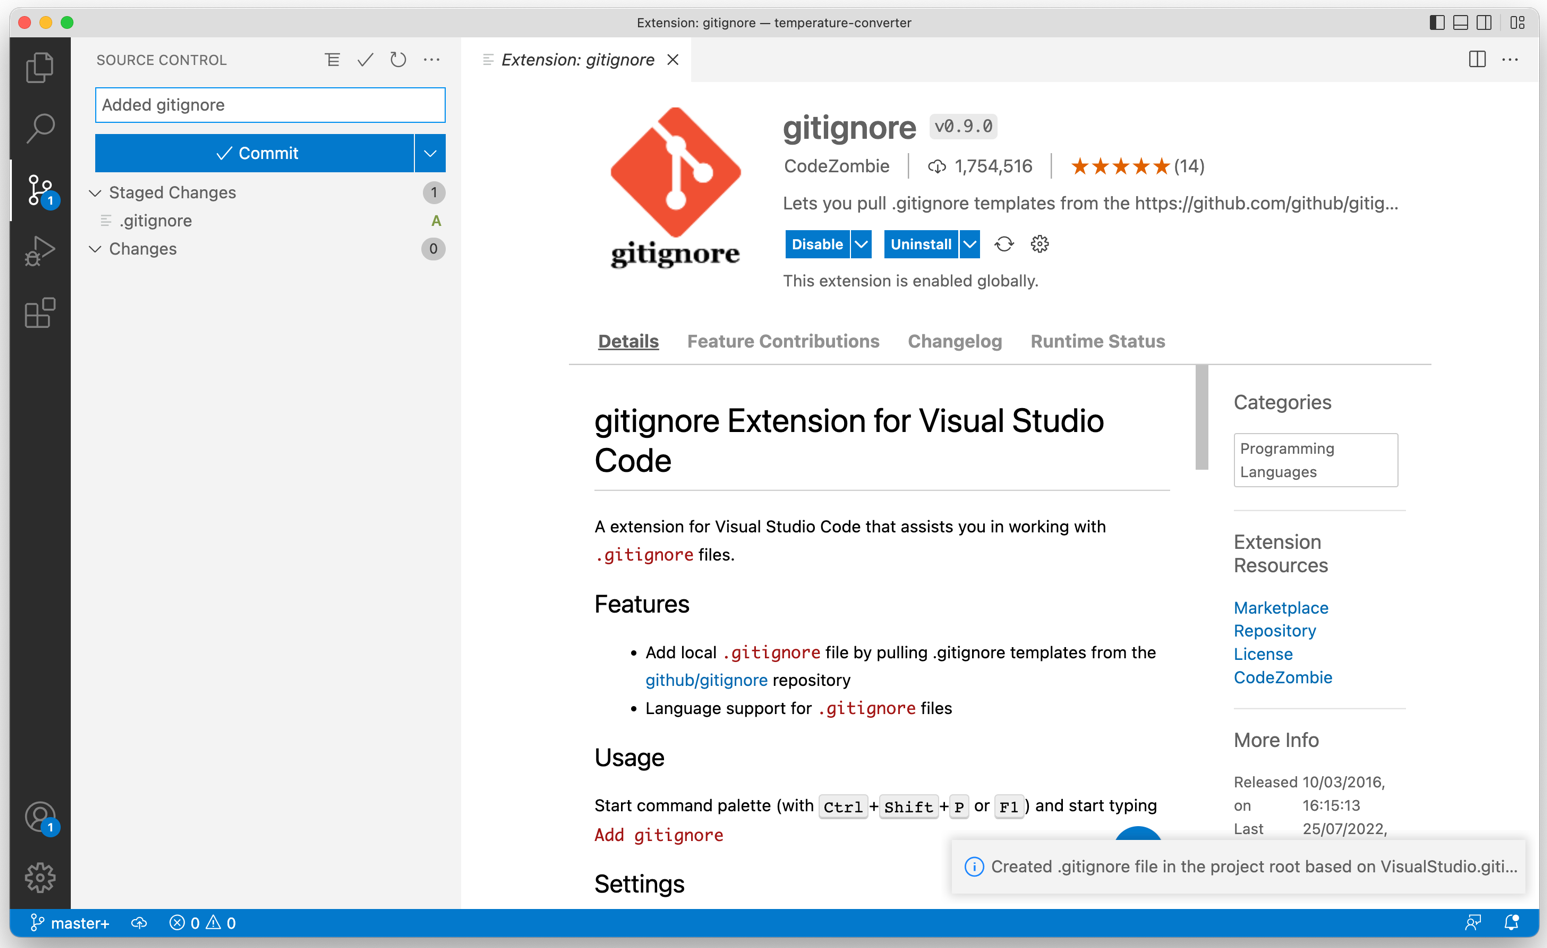 Extension: gitignore — temperature-converter
SOURCE CONTROL
Added gitignore
Commit
Staged Changes 1
.gitignore A
Changes 0
1
1
Extension: gitignore
gitignore
gitignore v0.9.0
CodeZombie 1,754,516 ★★★★★(14)
Lets you pull .gitignore templates from the https://github.com/github/gitig...
Disable Uninstall
This extension is enabled globally.
Details Feature Contributions Changelog Runtime Status
gitignore Extension for Visual Studio
Code
A extension for Visual Studio Code that assists you in working with
.gitignore files.
Features
• Add local .gitignore file by pulling .gitignore templates from the
github/gitignore repository
• Language support for .gitignore files
Usage
Start command palette (with Ctrl+Shift+P or F1) and start typing
Add gitignore
Settings
Categories
Programming
Languages
Extension
Resources
Marketplace
Repository
License
CodeZombie
More Info
Released 10/03/2016,
on 16:15:13
Last 25/07/2022,
Created .gitignore file in the project root based on VisualStudio.giti...
master+ 0 0